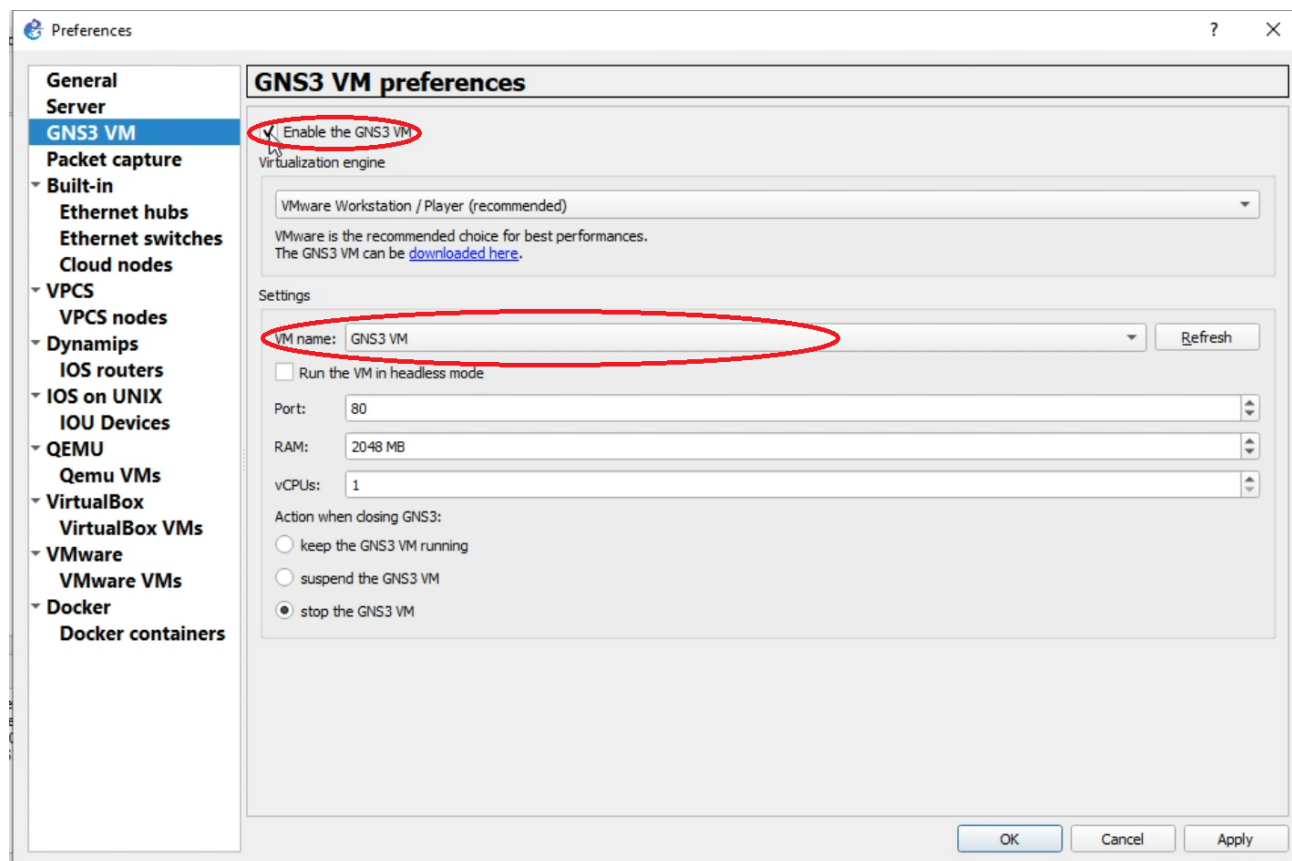 Preferences
?
General
Server
GNS3 VM
Packet capture
Built-in
Ethernet hubs
Ethernet switches
Cloud nodes
VPCS
VPCS nodes
Dynamips
IOS routers
IOS on UNIX
IOU Devices
QEMU
Qemu VMs
VirtualBox
VirtualBox VMs
VMware
VMware VMs
Docker
Docker containers
GNS3 VM preferences
Enable the GNS3 VM
Virtualization engine
VMware Workstation / Player (recommended)
VMware is the recommended choice for best performances.
The GNS3 VM can be downloaded here.
Settings
VM name: GNS3 VM Refresh
Run the VM in headless mode
Port: 80
RAM: 2048 MB
vCPUs: 1
Action when closing GNS3:
keep the GNS3 VM running
suspend the GNS3 VM
stop the GNS3 VM
OK Cancel Apply